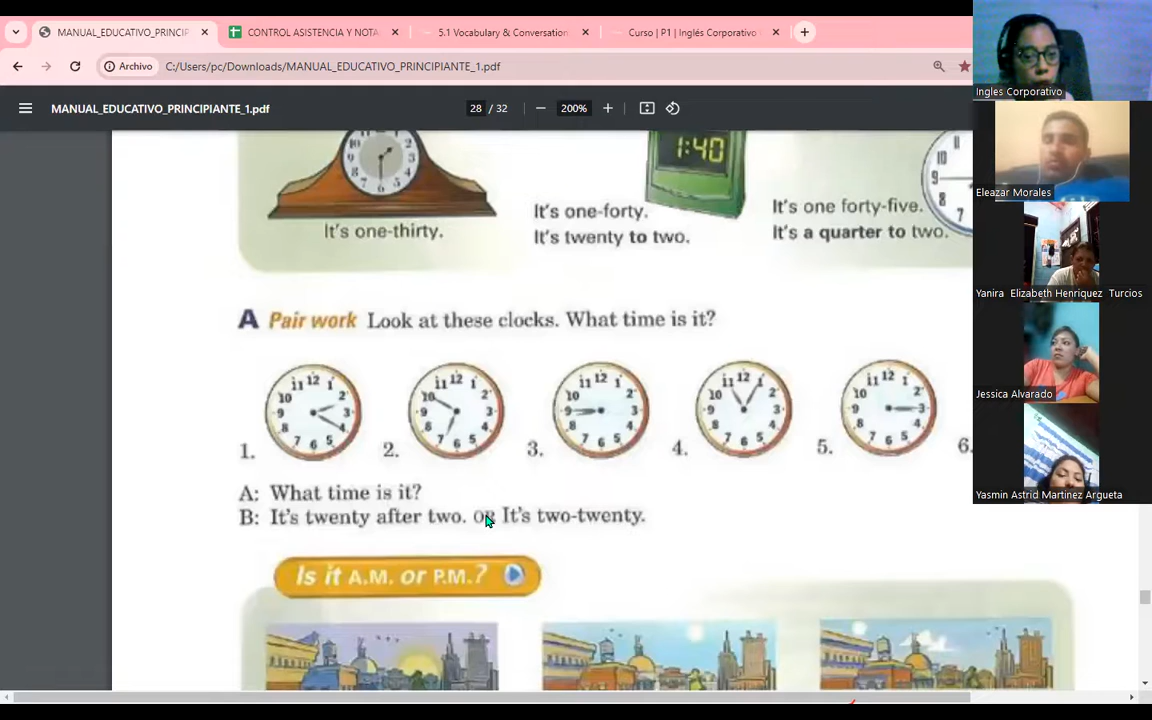 MANUAL_EDUCATIVO_PRINCIP
CONTROL ASISTENCIA Y NOTA
5.1 Vocabulary & Conversation
Curso | P1 | Inglés Corporativo
Archivo
C:/Users/pc/Downloads/MANUAL_EDUCATIVO_PRINCIPIANTE_1.pdf
MANUAL_EDUCATIVO_PRINCIPIANTE_1.pdf
28 / 32
200%
Ingles Corporativo
Eleazar Morales
Yanira Elizabeth Henriquez Turcios
Jessica Alvarado
Yasmin Astrid Martinez Argueta
1:40
It's one-thirty.
It's one-forty.
It's twenty to two.
It's one forty-five.
It's a quarter to two.
A Pair work Look at these clocks. What time is it?
1.
2.
3.
4.
5.
6.
A: What time is it?
B: It's twenty after two. or It's two-twenty.
Is it A.M. or P.M.?